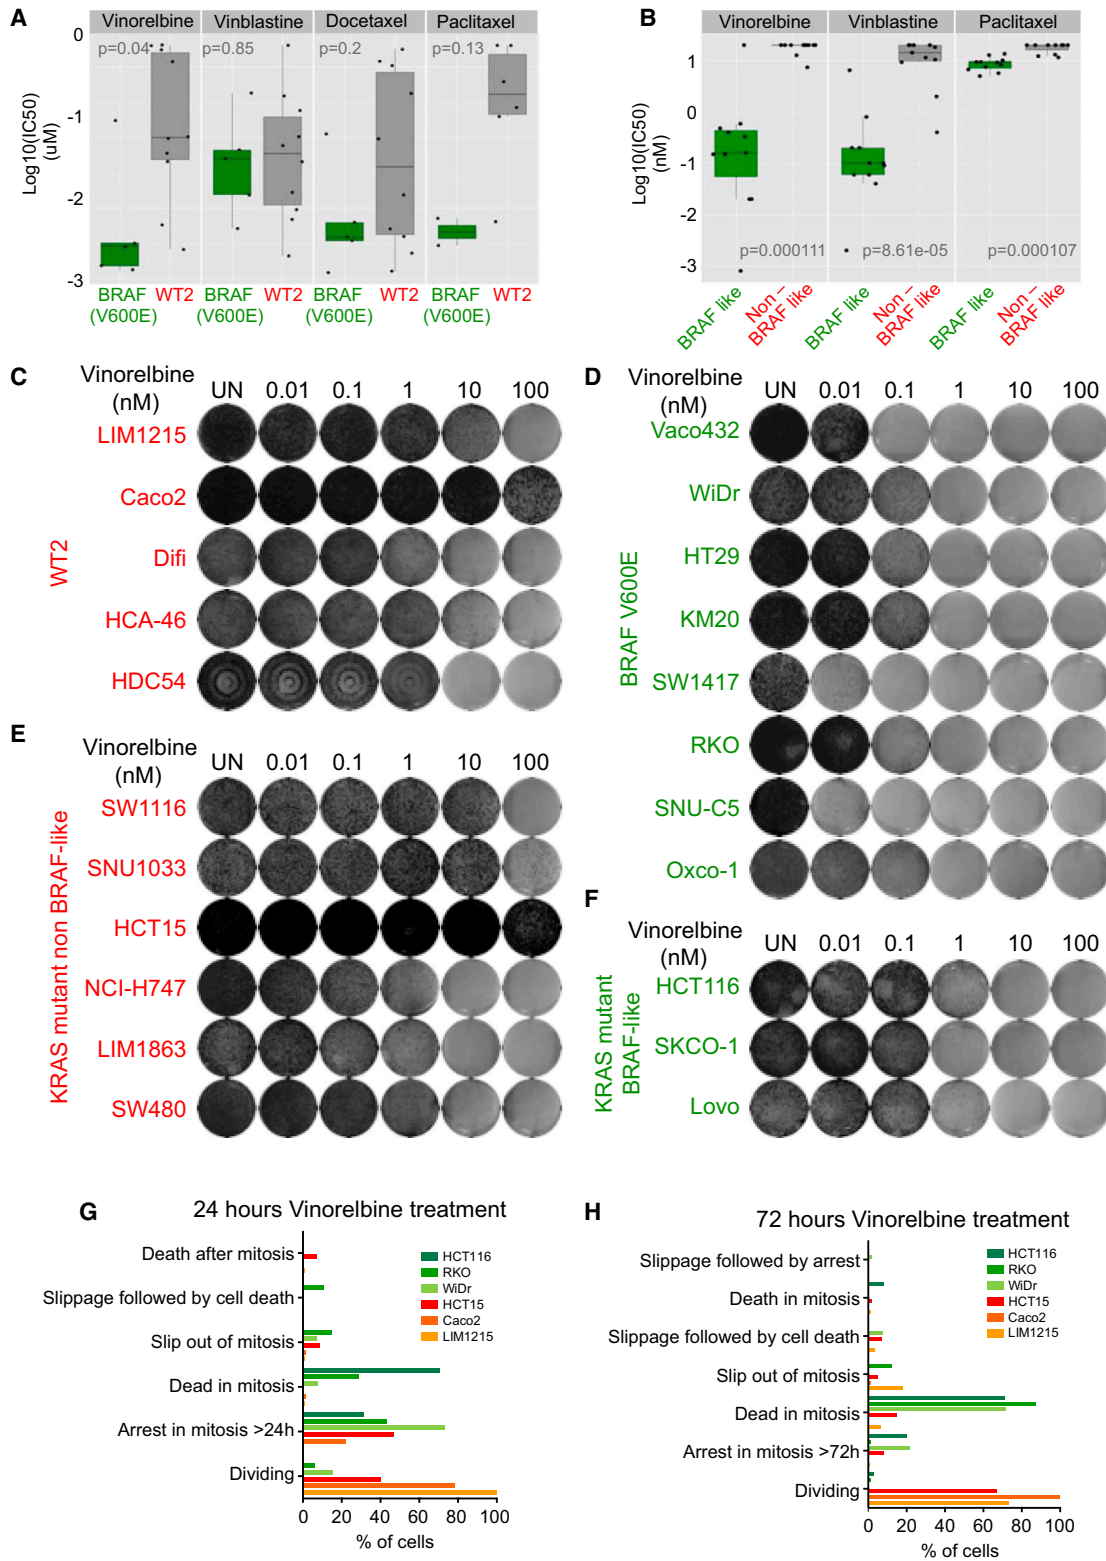 A
Vinorelbine Vinblastine Docetaxel Paclitaxel
p=0.04 p=0.85 p=0.2 p=0.13
Log10(IC50)
(uM)
0
-1
-2
-3
BRAF
(V600E)
WT2
BRAF
(V600E)
WT2
BRAF
(V600E)
WT2
BRAF
(V600E)
WT2
B
Vinorelbine Vinblastine Paclitaxel
Log10(IC50)
(nM)
1
0
-1
-2
-3
p=0.000111 p=8.61e-05 p=0.000107
BRAF like
Non –
BRAF like
BRAF like
Non –
BRAF like
BRAF like
Non –
BRAF like
C
Vinorelbine
(nM)
UN 0.01 0.1 1 10 100
WT2
LIM1215
Caco2
Difi
HCA-46
HDC54
D
Vinorelbine
(nM)
UN 0.01 0.1 1 10 100
BRAF V600E
Vaco432
WiDr
HT29
KM20
SW1417
RKO
SNU-C5
Oxco-1
E
Vinorelbine
(nM)
UN 0.01 0.1 1 10 100
KRAS mutant non BRAF-like
SW1116
SNU1033
HCT15
NCI-H747
LIM1863
SW480
F
Vinorelbine
(nM)
UN 0.01 0.1 1 10 100
KRAS mutant
BRAF-like
HCT116
SKCO-1
Lovo
G
24 hours Vinorelbine treatment
Death after mitosis
Slippage followed by cell death
Slip out of mitosis
Dead in mitosis
Arrest in mitosis >24h
Dividing
HCT116
RKO
WiDr
HCT15
Caco2
LIM1215
0 20 40 60 80 100
% of cells
H
72 hours Vinorelbine treatment
Slippage followed by arrest
Death in mitosis
Slippage followed by cell death
Slip out of mitosis
Dead in mitosis
Arrest in mitosis >72h
Dividing
HCT116
RKO
WiDr
HCT15
Caco2
LIM1215
0 20 40 60 80 100
% of cells